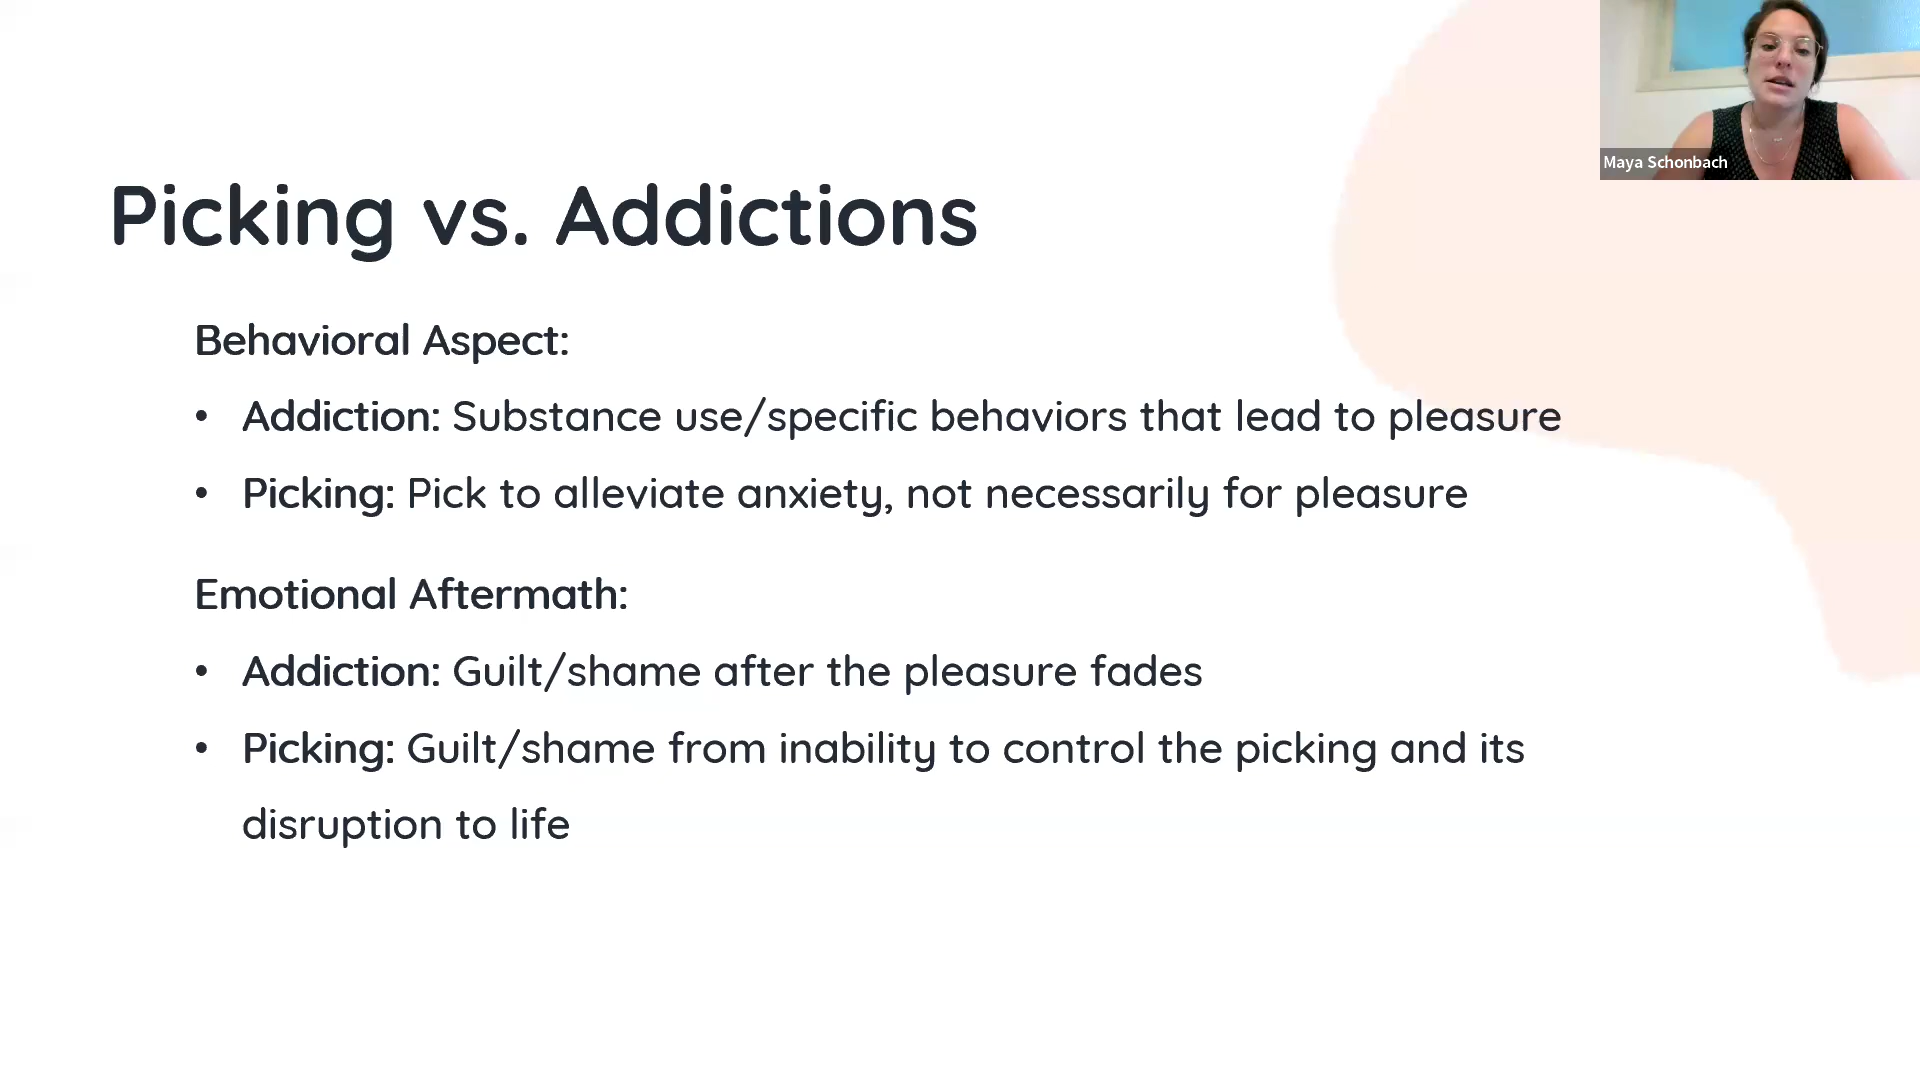 Maya Schonbach
Picking vs. Addictions
Behavioral Aspect:
• Addiction: Substance use/specific behaviors that lead to pleasure
• Picking: Pick to alleviate anxiety, not necessarily for pleasure
Emotional Aftermath:
• Addiction: Guilt/shame after the pleasure fades
• Picking: Guilt/shame from inability to control the picking and its
disruption to life